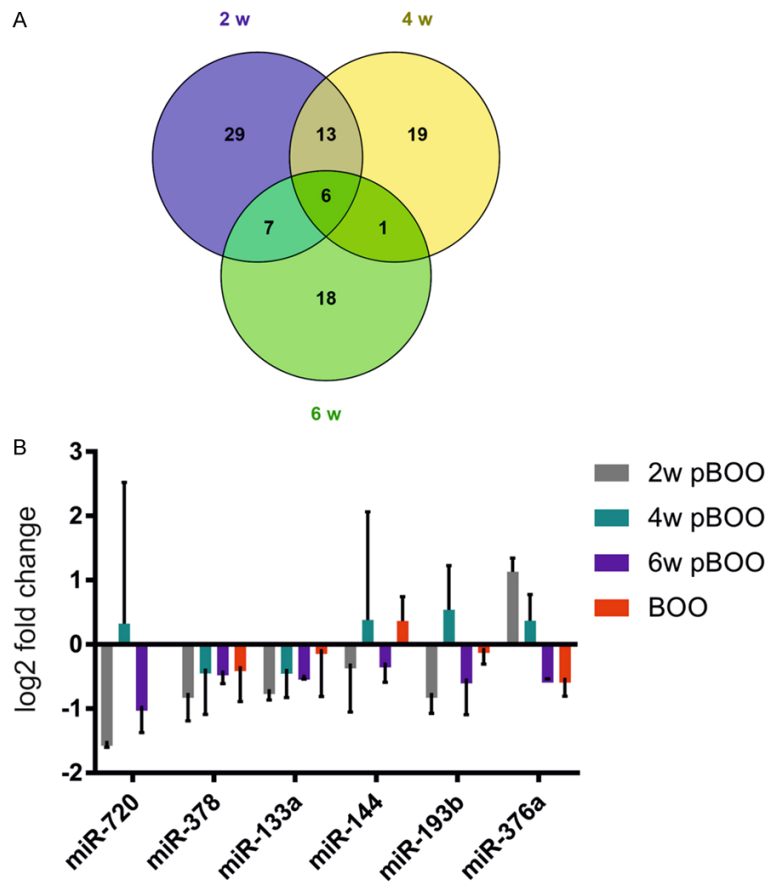 A
2 w
4 w
29
13
19
6
7
1
18
6 w
B
log2 fold change
3
2
1
0
-1
-2
miR-720
miR-378
miR-133a
miR-144
miR-193b
miR-376a
2w pBOO
4w pBOO
6w pBOO
BOO